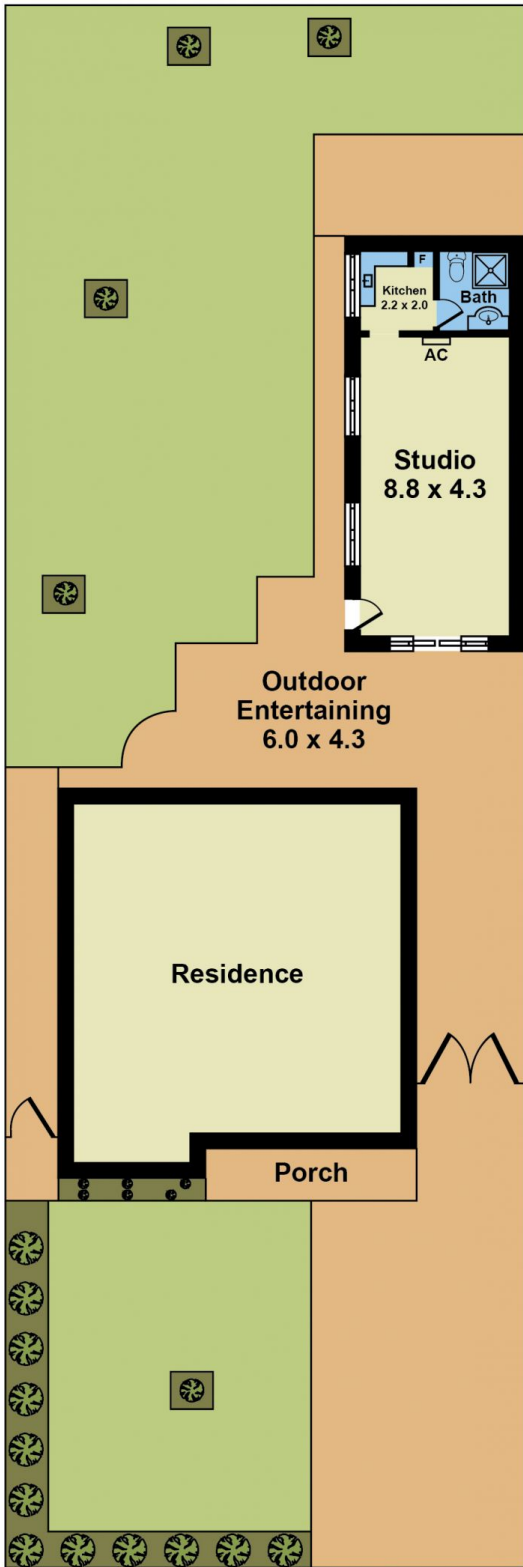 F
Kitchen
2.2 x 2.0
Bath
AC
Studio
8.8 x 4.3
Outdoor
Entertaining
6.0 x 4.3
Residence
Porch